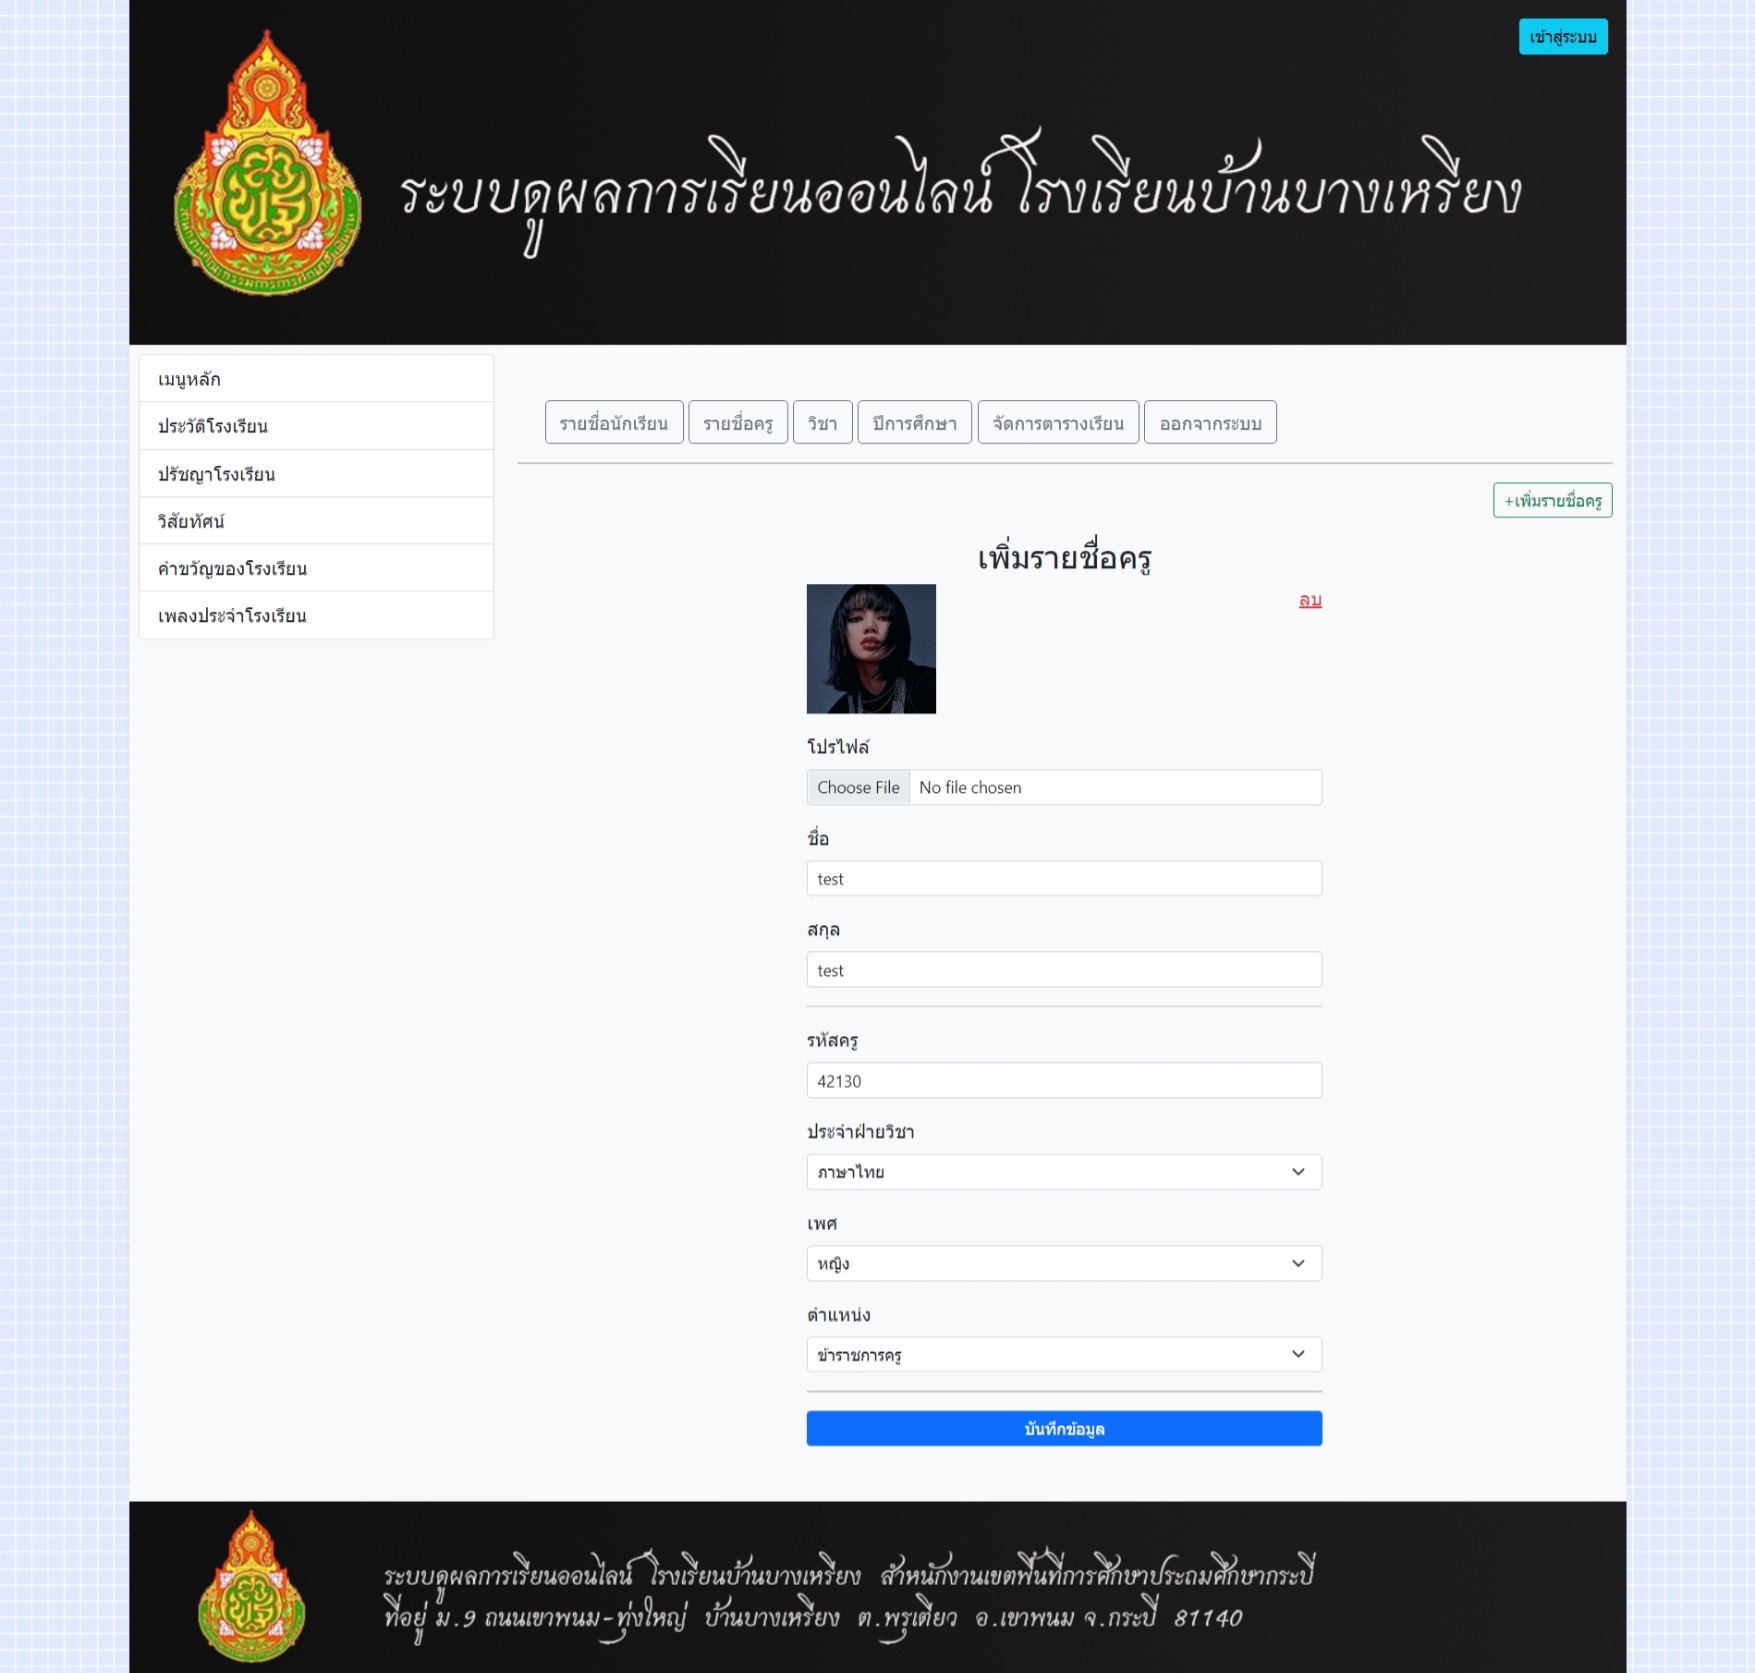 เข้าสู่ระบบ
ระบบดูผลการเรียนออนไลน์ โรงเรียนบ้านบางเหรียง
เมนูหลัก
ประวัติโรงเรียน
ปรัชญาโรงเรียน
วิสัยทัศน์
คำขวัญของโรงเรียน
เพลงประจำโรงเรียน
รายชื่อนักเรียน รายชื่อครู วิชา ปีการศึกษา จัดการตารางเรียน ออกจากระบบ
+เพิ่มรายชื่อครู
เพิ่มรายชื่อครู
ลบ
โปรไฟล์
Choose File No file chosen
ชื่อ
test
สกุล
test
รหัสครู
42130
ประจำฝ่ายวิชา
ภาษาไทย
เพศ
หญิง
ตำแหน่ง
ข้าราชการครู
บันทึกข้อมูล
ระบบดูผลการเรียนออนไลน์ โรงเรียนบ้านบางเหรียง สำหนักงานเขตพื้นที่การศึกษาประถมศึกษากระบี่
ที่อยู่ ม.9 ถนนเขาพนม-ทุ่งใหญ่ บ้านบางเหรียง ต.พรุเตียว อ.เขาพนม จ.กระบี่ 81140